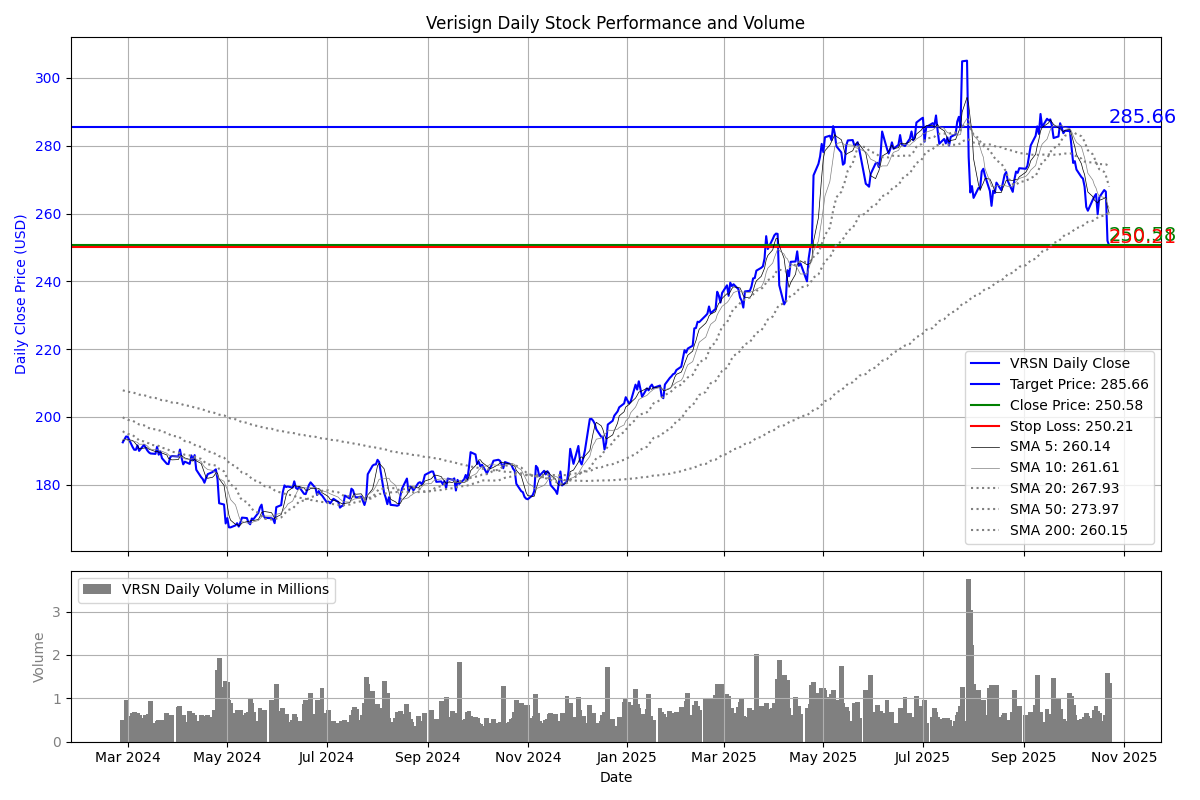 Verisign Daily Stock Performance and Volume
Daily Close Price (USD)
300
280
260
240
220
200
180
285.66
250.58
250.21
VRSN Daily Close
Target Price: 285.66
Close Price: 250.58
Stop Loss: 250.21
SMA 5: 260.14
SMA 10: 261.61
SMA 20: 267.93
SMA 50: 273.97
SMA 200: 260.15
VRSN Daily Volume in Millions
Volume
3
2
1
0
Mar 2024 May 2024 Jul 2024 Sep 2024 Nov 2024 Jan 2025 Mar 2025 May 2025 Jul 2025 Sep 2025 Nov 2025
Date